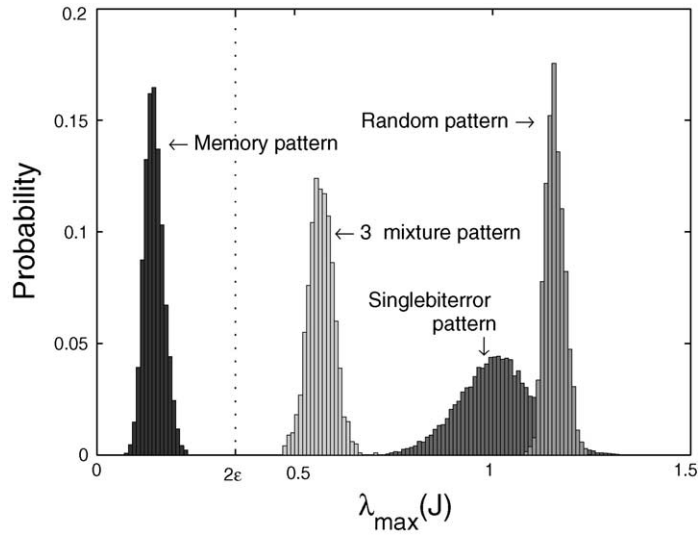 0.2
0.15
0.1
0.05
0
Probability
← Memory pattern
Random pattern →
← 3 mixture pattern
Singlebiterror
pattern
↓
0 2ε 0.5 1 1.5
λmax(J)